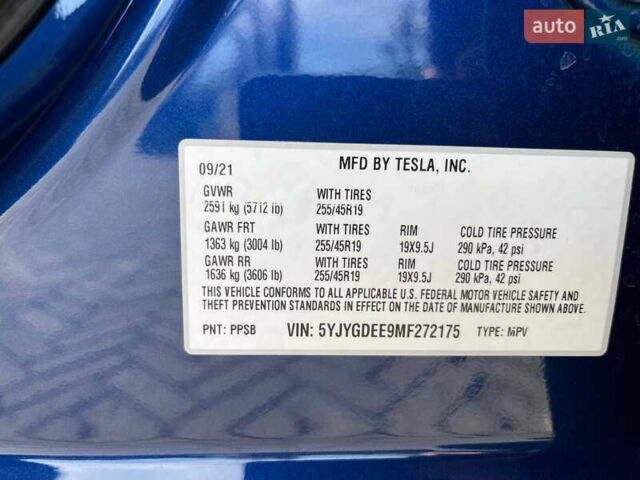 auto RIA
.com
09/21 MFD BY TESLA, INC.
GVWR WITH TIRES
2591 kg (5712 lb) 255/45R19
GAWR FRT WITH TIRES RIM COLD TIRE PRESSURE
1363 kg (3004 lb) 255/45R19 19X9.5J 290 kPa, 42 psi
GAWR RR WITH TIRES RIM COLD TIRE PRESSURE
1636 kg (3606 lb) 255/45R19 19X9.5J 290 kPa, 42 psi
THIS VEHICLE CONFORMS TO ALL APPLICABLE U.S. FEDERAL MOTOR VEHICLE SAFETY AND
THEFT PREVENTION STANDARDS IN EFFECT ON THE DATE OF MANUFACTURE SHOWN ABOVE.
PNT: PPSB VIN: 5YJYGDEE9MF272175 TYPE: MPV